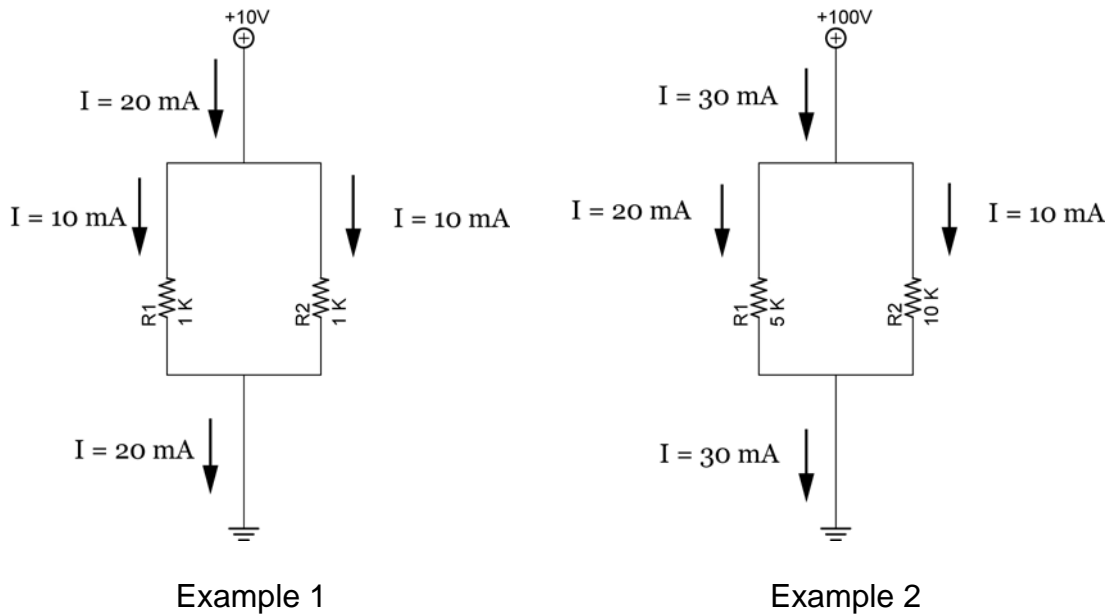 +10V
I = 20 mA
I = 10 mA
I = 10 mA
R1
1 K
R2
1 K
I = 20 mA
Example 1
+100V
I = 30 mA
I = 20 mA
I = 10 mA
R1
5 K
R2
10 K
I = 30 mA
Example 2